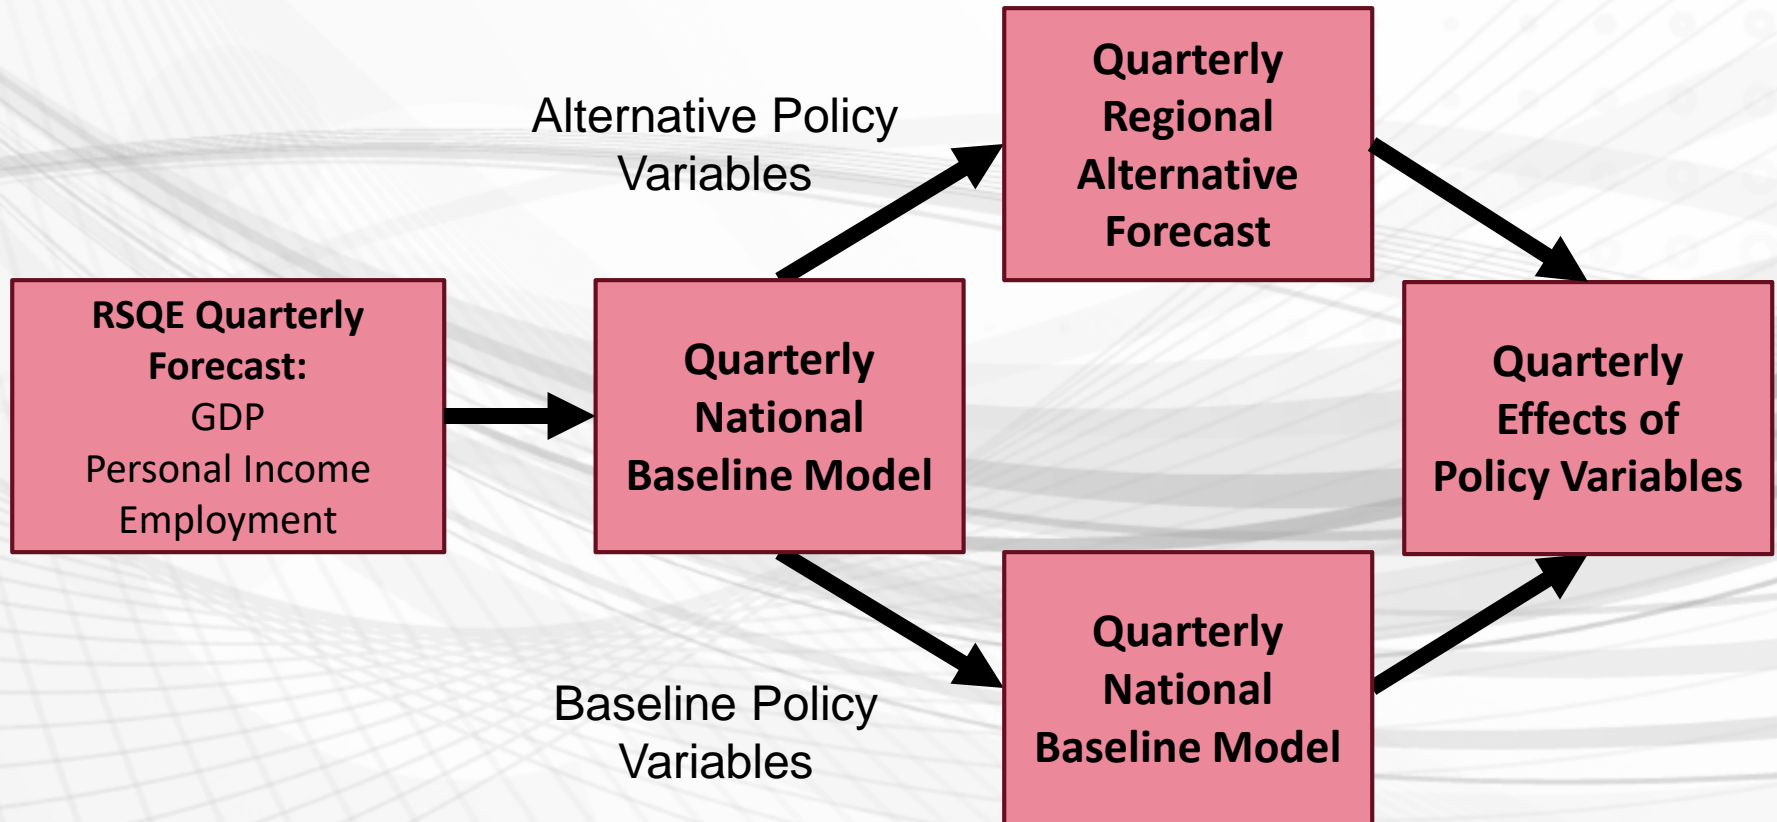 Alternative Policy
Variables
Quarterly
Regional
Alternative
Forecast
RSQE Quarterly
Forecast:
GDP
Personal Income
Employment
Quarterly
National
Baseline Model
Quarterly
Effects of
Policy Variables
Baseline Policy
Variables
Quarterly
National
Baseline Model